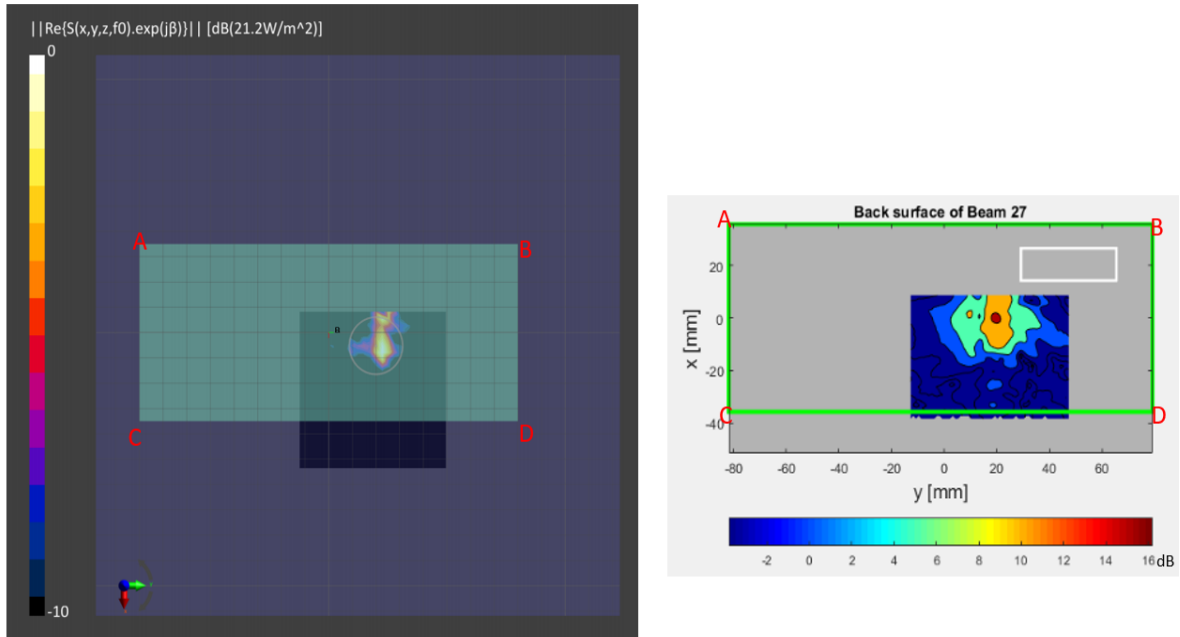 ||Re{S(x,y,z,f0).exp(jβ)}|| [dB(21.2W/m^2)]
0
-10
A
B
B
C
D
Back surface of Beam 27
A
B
C
D
x [mm]
20
0
-20
-40
-80 -60 -40 -20 0 20 40 60
y [mm]
-2 0 2 4 6 8 10 12 14 16 dB